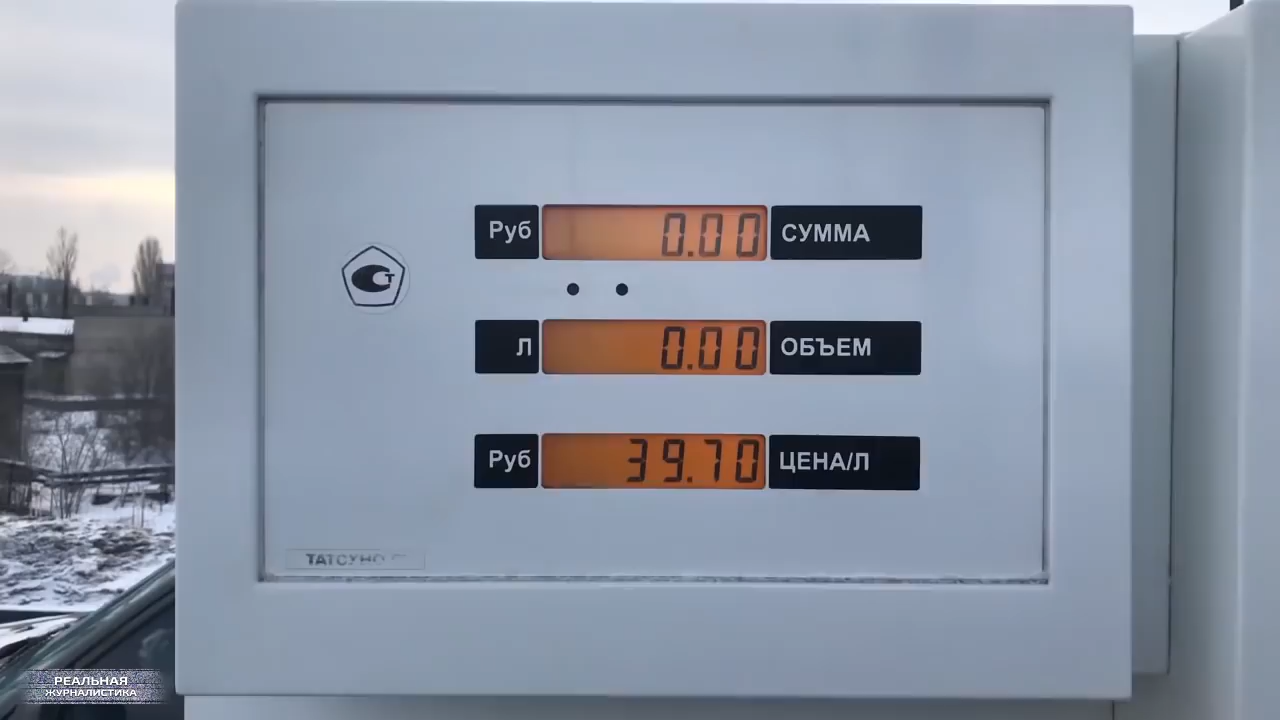 Руб 0.00 СУММА
Л 0.00 ОБЪЕМ
Руб 39.70 ЦЕНА/Л
РЕАЛЬНАЯ
ЖУРНАЛИСТИКА